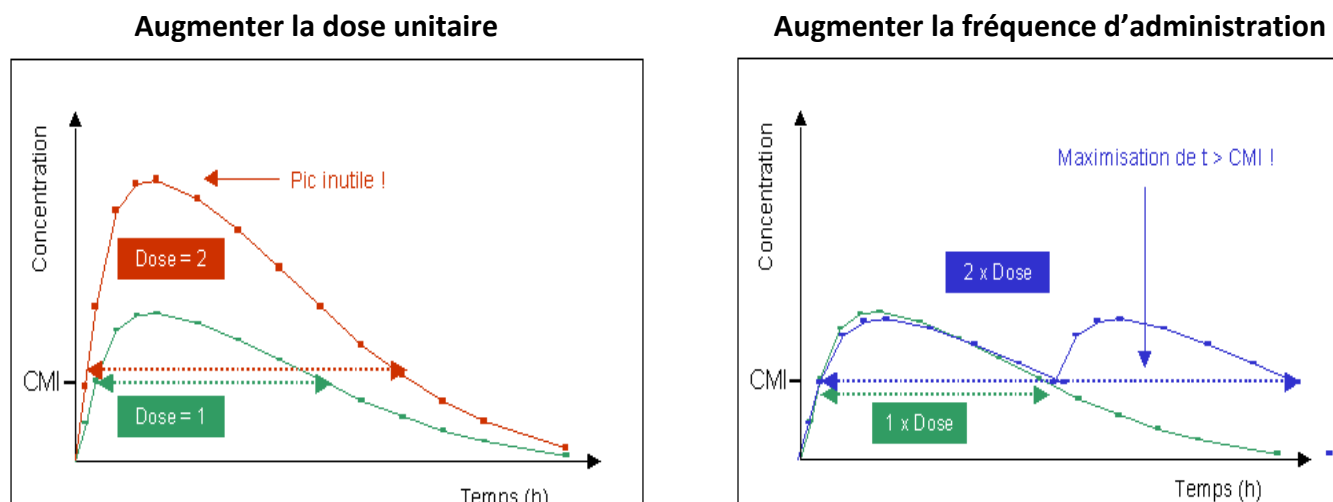 Augmenter la dose unitaire
Concentration
Pic inutile !
Dose = 2
CMI
Dose = 1
Temps (h)
Augmenter la fréquence d’administration
Concentration
Maximisation de t > CMI !
2 x Dose
CMI
1 x Dose
Temps (h)